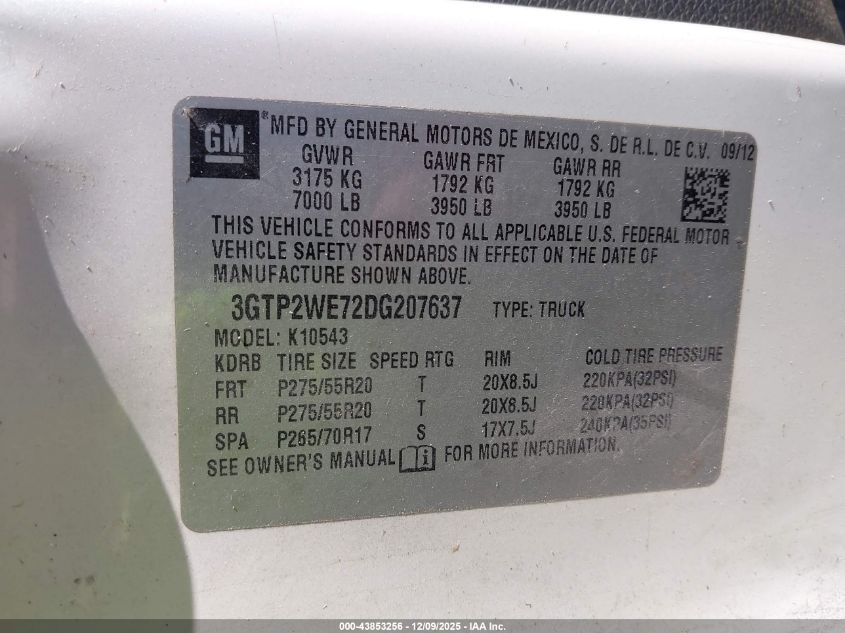 GM ® MFD BY GENERAL MOTORS DE MEXICO, S. DE R.L. DE C.V. 09/12
GVWR GAWR FRT GAWR RR
3175 KG 1792 KG 1792 KG
7000 LB 3950 LB 3950 LB
THIS VEHICLE CONFORMS TO ALL APPLICABLE U.S. FEDERAL MOTOR
VEHICLE SAFETY STANDARDS IN EFFECT ON THE DATE OF
MANUFACTURE SHOWN ABOVE.
3GTP2WE72DG207637 TYPE: TRUCK
MODEL: K10543
KDRB TIRE SIZE SPEED RTG RIM COLD TIRE PRESSURE
FRT P275/55R20 T 20X8.5J 220KPA(32PSI)
RR P275/55R20 T 20X8.5J 220KPA(32PSI)
SPA P265/70R17 S 17X7.5J 240KPA(35PSI)
SEE OWNER'S MANUAL i FOR MORE INFORMATION.
000-43853256 - 12/09/2025 - IAA Inc.